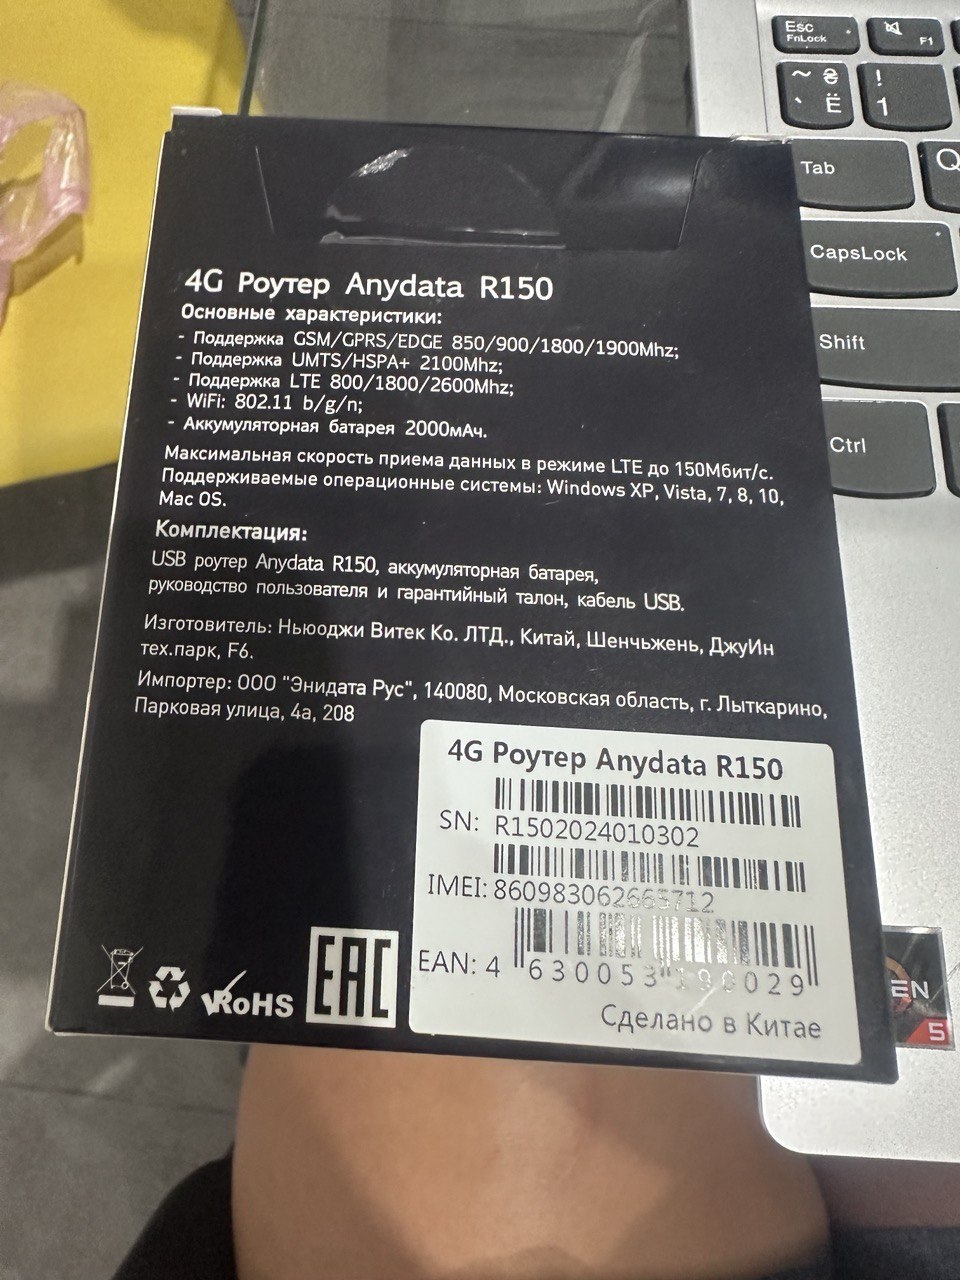 4G Роутер Anydata R150
Основные характеристики:
- Поддержка GSM/GPRS/EDGE 850/900/1800/1900Mhz;
- Поддержка UMTS/HSPA+ 2100Mhz;
- Поддержка LTE 800/1800/2600Mhz;
- WiFi: 802.11 b/g/n;
- Аккумуляторная батарея 2000мАч.
Максимальная скорость приема данных в режиме LTE до 150Мбит/с.
Поддерживаемые операционные системы: Windows XP, Vista, 7, 8, 10,
Mac OS.
Комплектация:
USB роутер Anydata R150, аккумуляторная батарея,
руководство пользователя и гарантийный талон, кабель USB.
Изготовитель: Ньюоджи Витек Ко. ЛТД., Китай, Шенчьжень, ДжуИн
тех.парк, F6.
Импортер: ООО "Энидата Рус", 140080, Московская область, г. Лыткарино,
Парковая улица, 4а, 208
4G Роутер Anydata R150
SN: R1502024010302
IMEI: 860983062665712
EAN: 4 630053 190029
Сделано в Китае
RoHS
EAC
Esc
FnLock
F1
~ ₴
` Ё
!
1
Tab
Q
CapsLock
Shift
Ctrl
EN
5